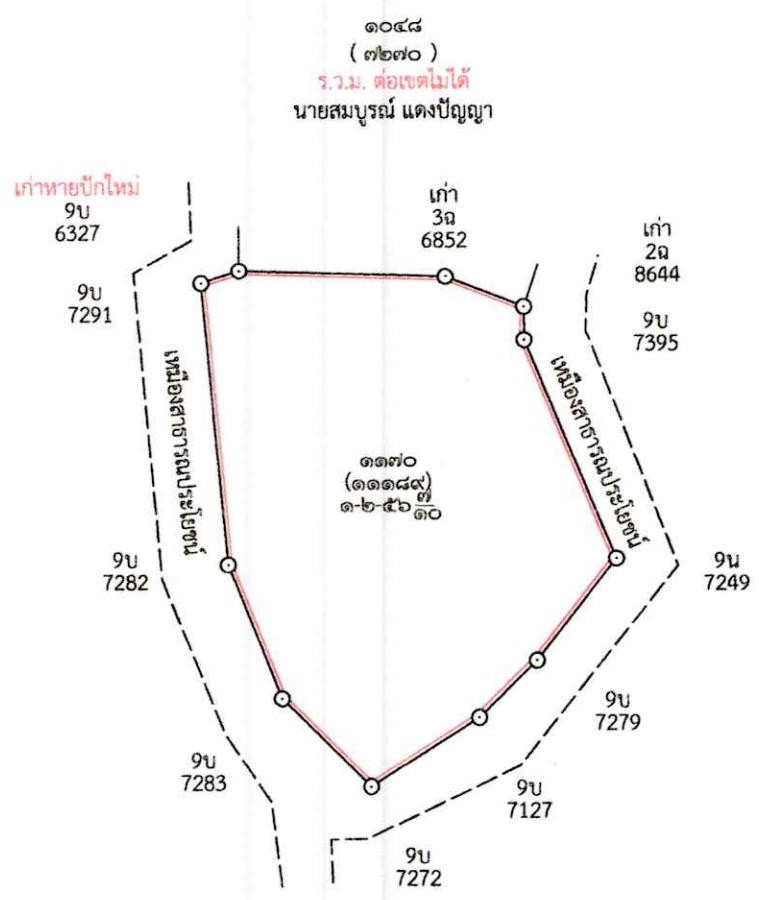 ๑๐๔๘
( ๗๒๗๐ )
ร.ว.ม. ต่อเขตไม่ได้
นายสมบูรณ์ แดงปัญญา
เก่าหายปักใหม่
9บ
6327
เก่า
3ฉ
6852
เก่า
2ฉ
8644
9บ
7291
9บ
7395
เหมืองสาธารณประโยชน์
เหมืองสาธารณประโยชน์
๑๑๗๐
(๑๑๑๘๙)
๑-๒-๕๖ ๗/๑๐
9บ
7282
9น
7249
9บ
7279
9บ
7283
9บ
7127
9บ
7272